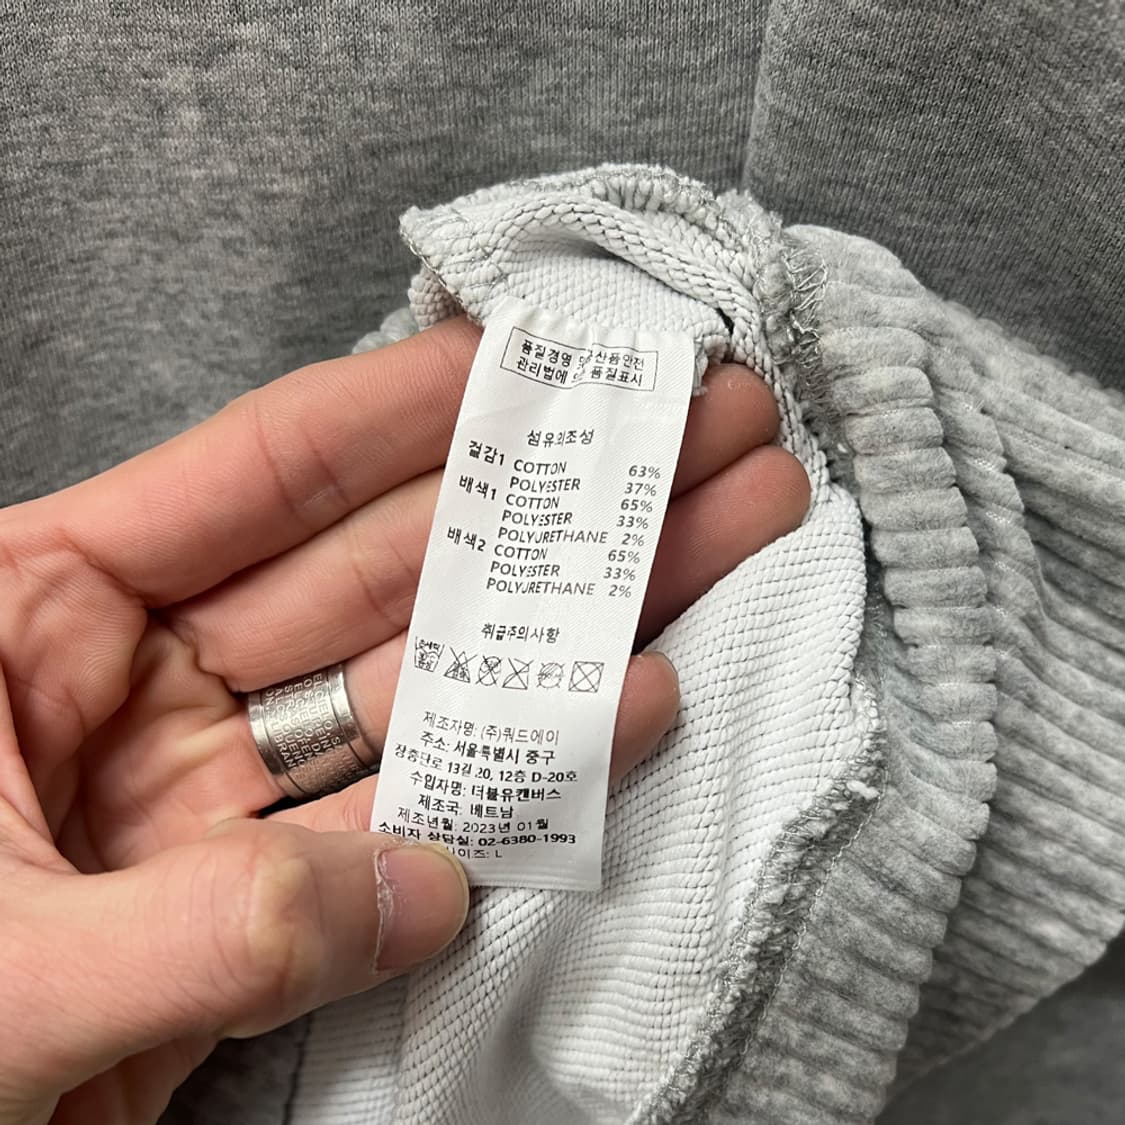 품질경영 및 공산품안전
관리법에 의한 품질표시
섬유의조성
겉감1 COTTON 63%
POLYESTER 37%
배색1 COTTON 65%
POLYESTER 33%
POLYURETHANE 2%
배색2 COTTON 65%
POLYESTER 33%
POLYURETHANE 2%
취급주의사항
제조자명: (주)쿼드에이
주소: 서울특별시 중구
장충단로 13길 20, 12층 D-20호
수입자명: 더블유캔버스
제조국: 베트남
제조년월: 2023년 01월
소비자 상담실: 02-6380-1993
사이즈: L